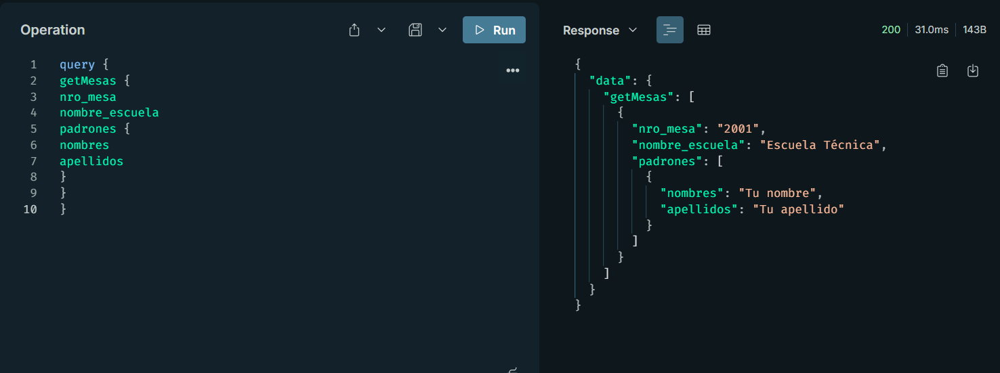 Operation
Run
1 query {
2 getMesas {
3 nro_mesa
4 nombre_escuela
5 padrones {
6 nombres
7 apellidos
8 }
9 }
10 }
Response
200 31.0ms 143B
{
"data": {
"getMesas": [
{
"nro_mesa": "2001",
"nombre_escuela": "Escuela Técnica",
"padrones": [
{
"nombres": "Tu nombre",
"apellidos": "Tu apellido"
}
]
}
]
}
}